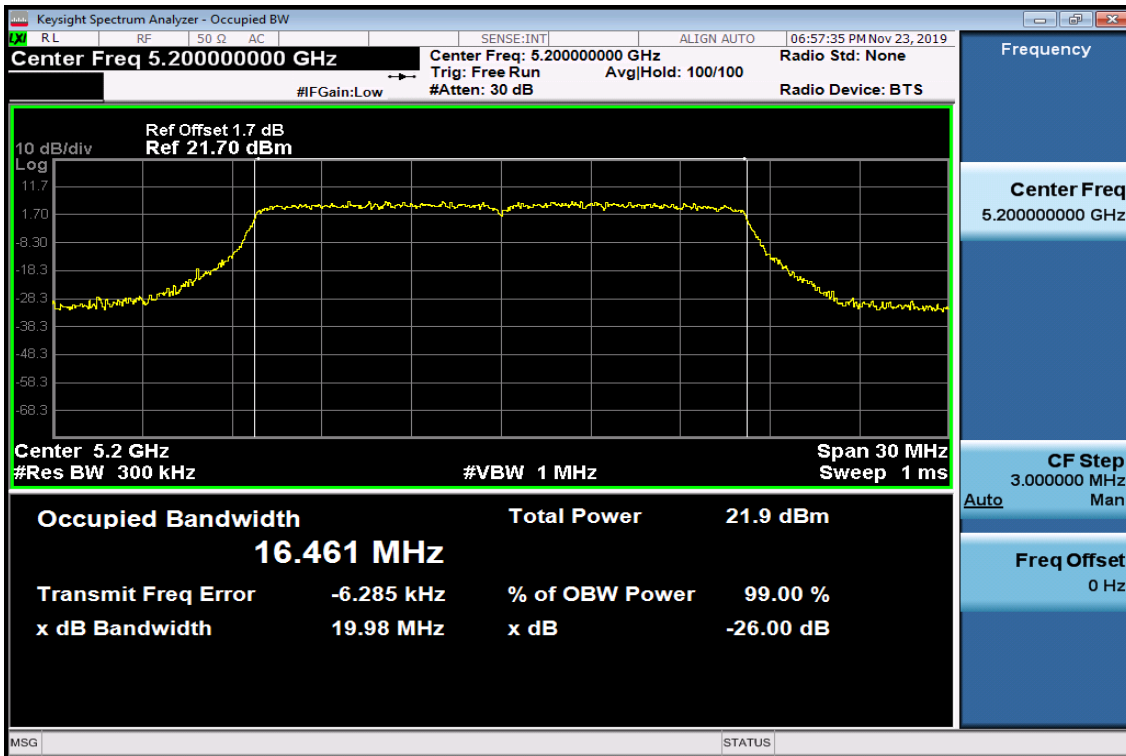 Keysight Spectrum Analyzer - Occupied BW
LXI RL RF 50 Ω AC SENSE:INT ALIGN AUTO 06:57:35 PM Nov 23, 2019
Center Freq 5.200000000 GHz
Center Freq: 5.200000000 GHz
Radio Std: None
Trig: Free Run Avg|Hold: 100/100
#IFGain:Low
#Atten: 30 dB
Radio Device: BTS
Frequency
Ref Offset 1.7 dB
10 dB/div Ref 21.70 dBm
Log
11.7
1.70
-8.30
-18.3
-28.3
-38.3
-48.3
-58.3
-68.3
Center 5.2 GHz Span 30 MHz
#Res BW 300 kHz #VBW 1 MHz Sweep 1 ms
Center Freq
5.200000000 GHz
CF Step
3.000000 MHz
Auto Man
Freq Offset
0 Hz
Occupied Bandwidth Total Power 21.9 dBm
16.461 MHz
Transmit Freq Error -6.285 kHz % of OBW Power 99.00 %
x dB Bandwidth 19.98 MHz x dB -26.00 dB
MSG STATUS